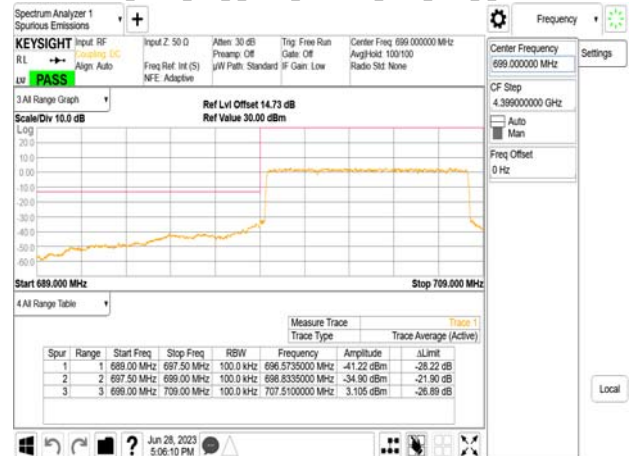 Spectrum Analyzer 1
Spurious Emissions
Frequency
KEYSIGHT Input: RF Input Z: 50 Ω Atten: 30 dB Trig: Free Run Center Freq: 699.000000 MHz
RL Coupling: DC Preamp: Off Gate: Off Avg|Hold: 100/100
Align: Auto Freq Ref: Int (S) µW Path: Standard IF Gain: Low Radio Std: None
LU PASS NFE: Adaptive
Center Frequency
699.000000 MHz
Settings
CF Step
4.399000000 GHz
Auto
Man
Freq Offset
0 Hz
3 All Range Graph
Ref Lvl Offset 14.73 dB
Scale/Div 10.0 dB Ref Value 30.00 dBm
Log
20.0
10.0
0.00
-10.0
-20.0
-30.0
-40.0
-50.0
-60.0
Start 689.000 MHz Stop 709.000 MHz
4 All Range Table
Measure Trace Trace 1
Trace Type Trace Average (Active)
Spur Range Start Freq Stop Freq RBW Frequency Amplitude ΔLimit
1 1 689.00 MHz 697.50 MHz 100.0 kHz 696.5735000 MHz -41.22 dBm -28.22 dB
2 2 697.50 MHz 699.00 MHz 100.0 kHz 698.8335000 MHz -34.90 dBm -21.90 dB
3 3 699.00 MHz 709.00 MHz 100.0 kHz 707.5100000 MHz 3.105 dBm -26.89 dB
Local
Jun 28, 2023
5:06:10 PM